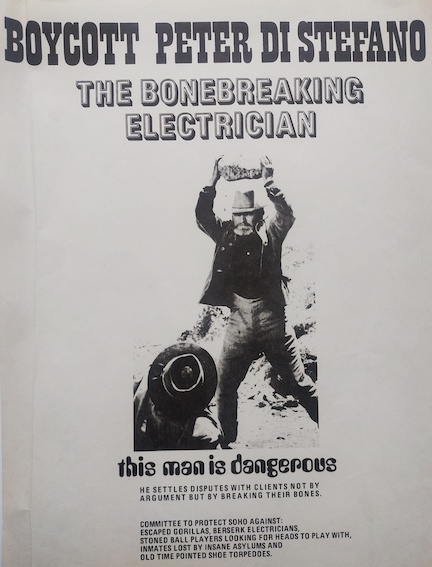 BOYCOTT PETER DI STEFANO
THE BONEBREAKING
ELECTRICIAN
this man is dangerous
HE SETTLES DISPUTES WITH CLIENTS NOT BY
ARGUMENT BUT BY BREAKING THEIR BONES.
COMMITTEE TO PROTECT SOHO AGAINST:
ESCAPED GORILLAS, BERSERK ELECTRICIANS,
STONED BALL PLAYERS LOOKING FOR HEADS TO PLAY WITH,
INMATES LOST BY INSANE ASYLUMS AND
OLD TIME POINTED SHOE TORPEDOES.